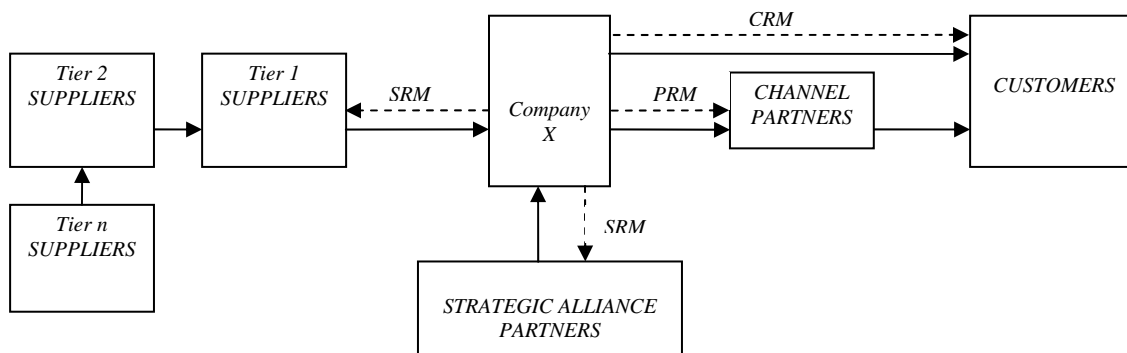 CRM
Tier 2
SUPPLIERS
Tier 1
SUPPLIERS
SRM
Company
X
PRM
CHANNEL
PARTNERS
CUSTOMERS
Tier n
SUPPLIERS
SRM
STRATEGIC ALLIANCE
PARTNERS